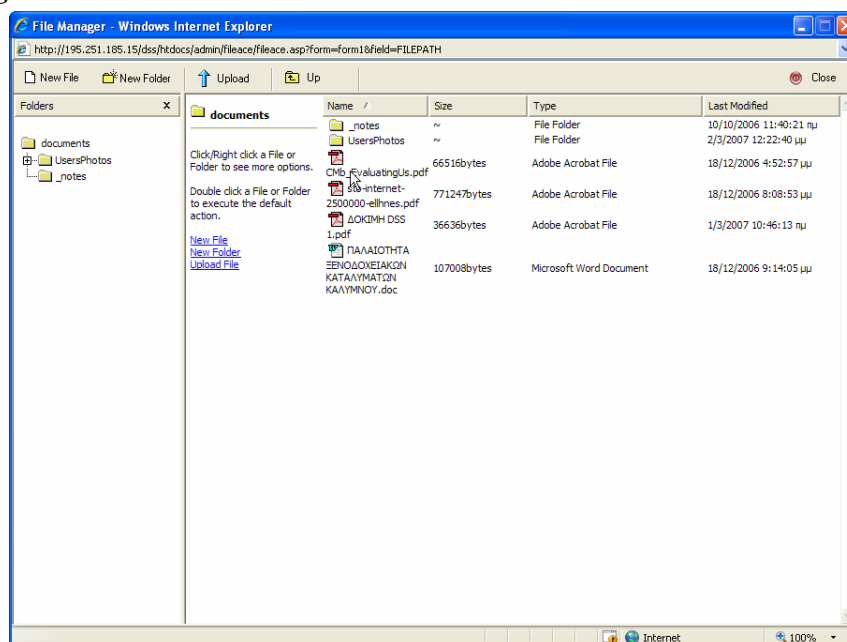 File Manager - Windows Internet Explorer
http://195.251.185.15/dss/htdocs/admin/fileace/fileace.asp?form=form1&field=FILEPATH
New File New Folder Upload Up Close
Folders x
documents
UsersPhotos
_notes
documents
Click/Right click a File or
Folder to see more options.
Double click a File or Folder
to execute the default
action.
New File
New Folder
Upload File
Name / Size Type Last Modified
_notes ~ File Folder 10/10/2006 11:40:21 πμ
UsersPhotos ~ File Folder 2/3/2007 12:22:40 μμ
CMb_EvaluatingUs.pdf 66516bytes Adobe Acrobat File 18/12/2006 4:52:57 μμ
sto-internet-
2500000-ellhnes.pdf 771247bytes Adobe Acrobat File 18/12/2006 8:08:53 μμ
ΔΟΚΙΜΗ DSS
1.pdf 36636bytes Adobe Acrobat File 1/3/2007 10:46:13 πμ
ΠΑΛΑΙΟΤΗΤΑ
ΞΕΝΟΔΟΧΕΙΑΚΩΝ
ΚΑΤΑΛΥΜΑΤΩΝ
ΚΑΛΥΜΝΟΥ.doc 107008bytes Microsoft Word Document 18/12/2006 9:14:05 μμ
Internet 100%